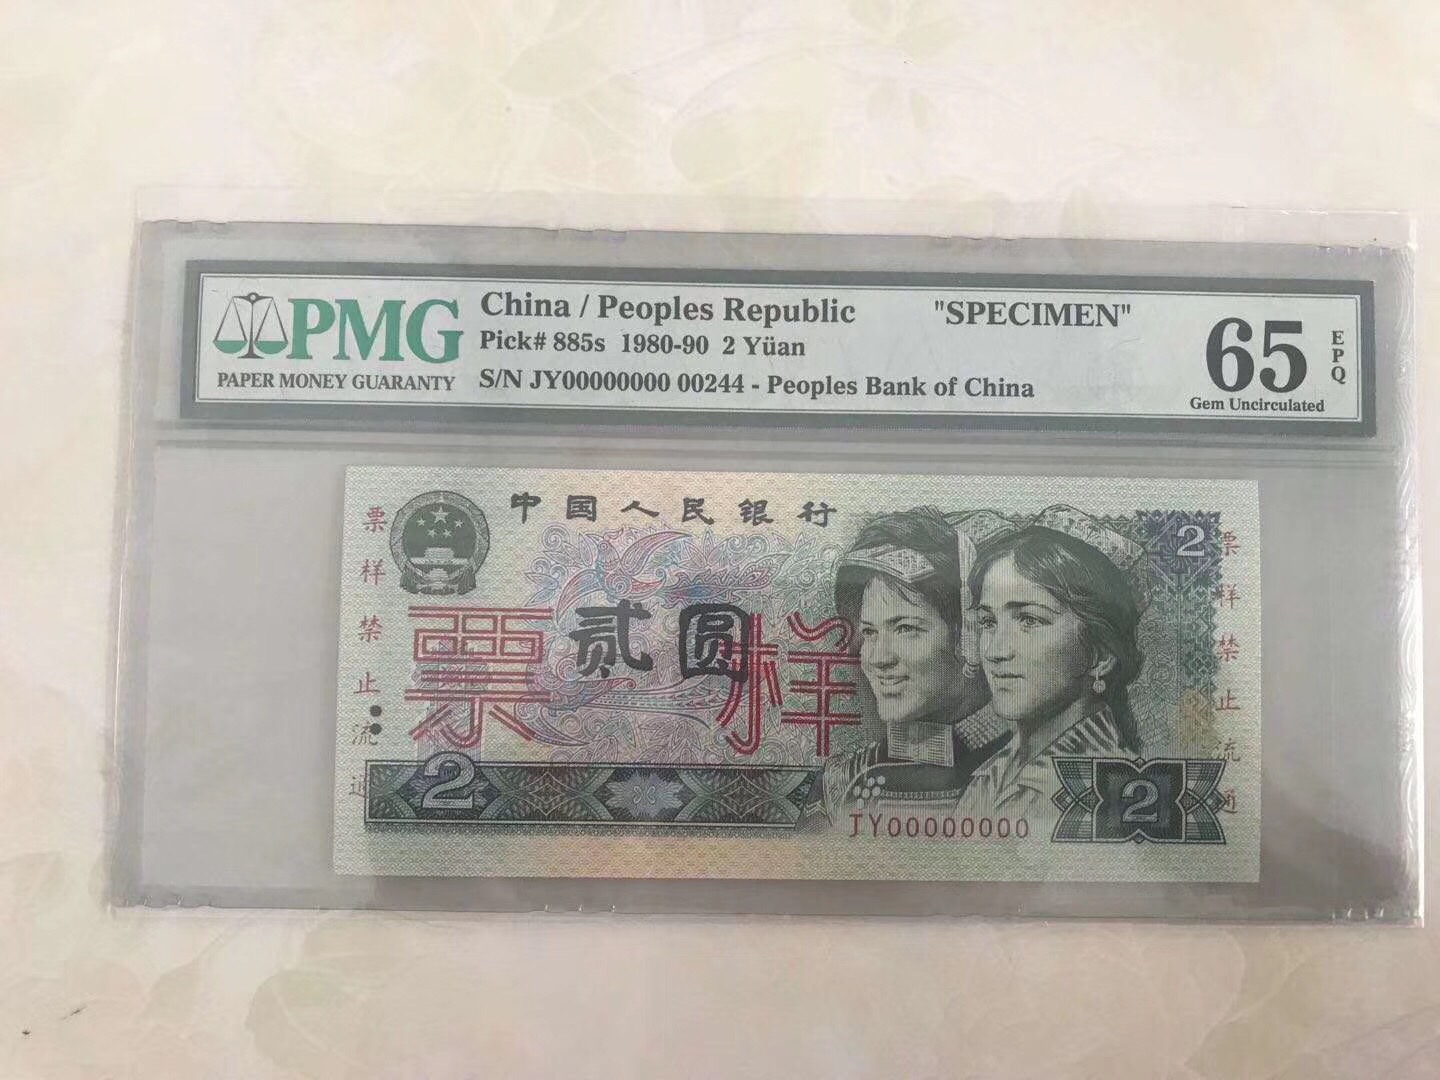 PMG
PAPER MONEY GUARANTY
China / Peoples Republic "SPECIMEN"
Pick# 885s 1980-90 2 Yüan
S/N JY00000000 00244 - Peoples Bank of China
65
EPQ
Gem Uncirculated
中国人民银行
票样禁止流通
2
票样禁止流通
票样
贰圆
2
JY00000000
2